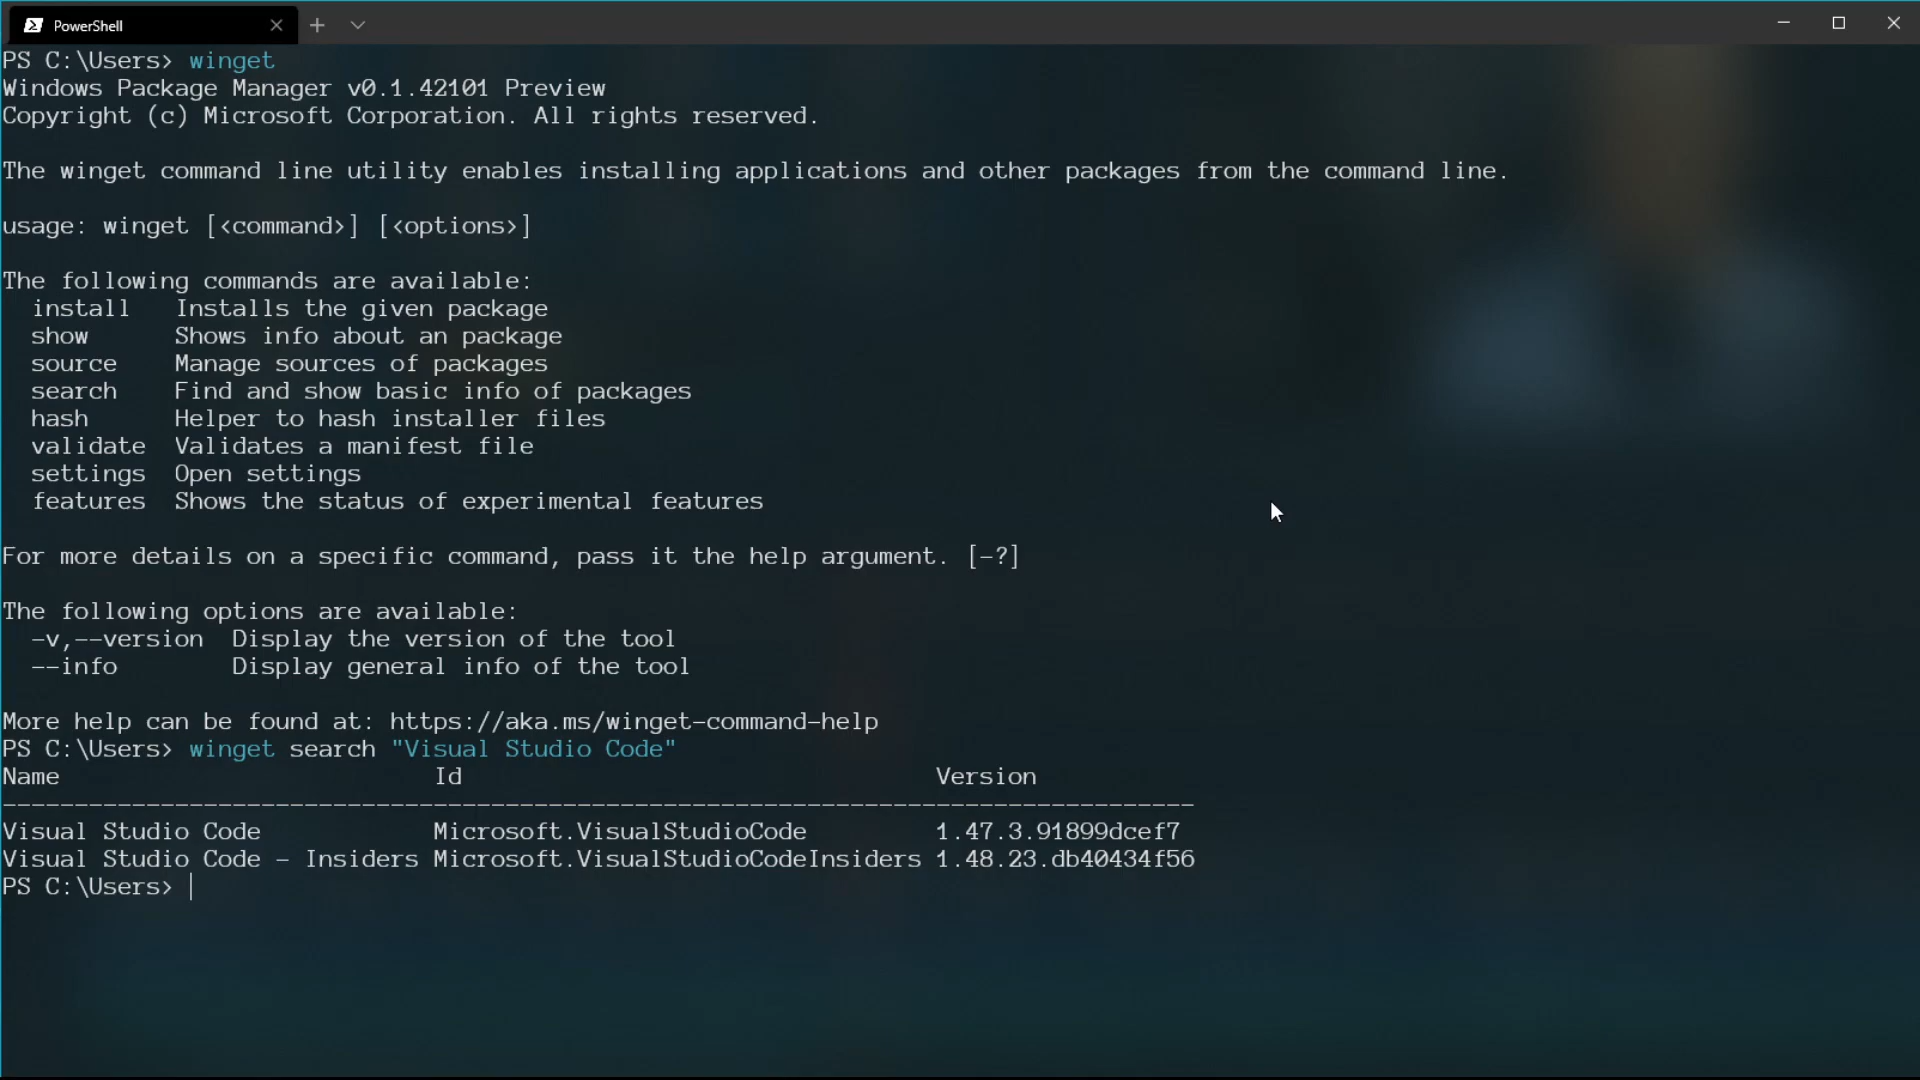 PowerShell
PS C:\Users> winget
Windows Package Manager v0.1.42101 Preview
Copyright (c) Microsoft Corporation. All rights reserved.
The winget command line utility enables installing applications and other packages from the command line.
usage: winget [<command>] [<options>]
The following commands are available:
  install   Installs the given package
  show      Shows info about an package
  source    Manage sources of packages
  search    Find and show basic info of packages
  hash      Helper to hash installer files
  validate  Validates a manifest file
  settings  Open settings
  features  Shows the status of experimental features
For more details on a specific command, pass it the help argument. [-?]
The following options are available:
  -v,--version  Display the version of the tool
  --info        Display general info of the tool
More help can be found at: https://aka.ms/winget-command-help
PS C:\Users> winget search "Visual Studio Code"
Name                          Id                                 Version
-----------------------------------------------------------------------------------
Visual Studio Code            Microsoft.VisualStudioCode         1.47.3.91899dcef7
Visual Studio Code - Insiders Microsoft.VisualStudioCodeInsiders 1.48.23.db40434f56
PS C:\Users>